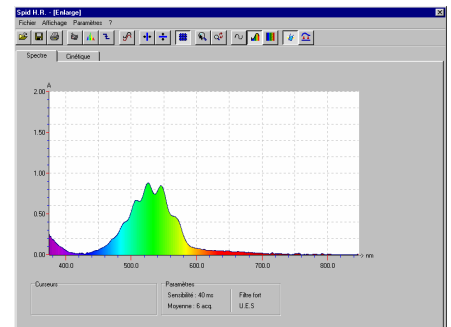 Spid H.R. - [Enlarge]
Fichier Affichage Paramètres ?
Spectre Cinétique
A
2.00
1.50
1.00
0.50
0.00
400.0 500.0 600.0 700.0 800.0 nm
Curseurs
Paramètres
Sensibilité : 40 ms Filtre fort
Moyenne : 6 acq. U.E.S